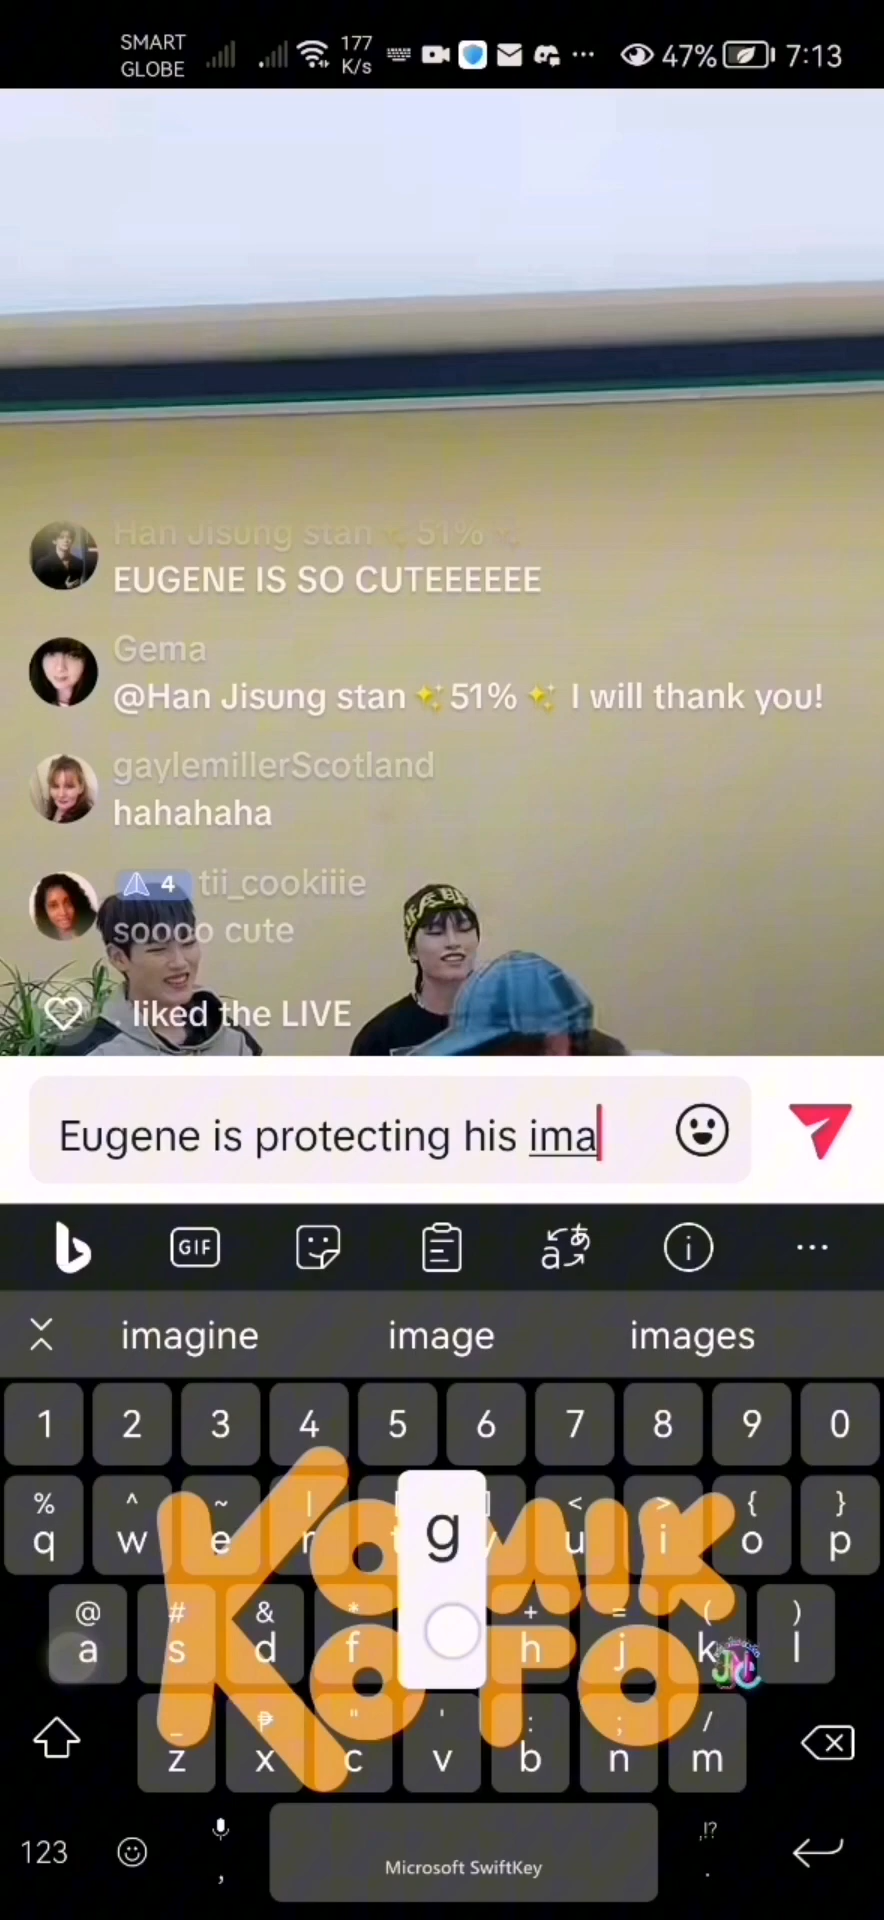 SMART
GLOBE
177
K/s
47%
7:13
Han Jisung stan ✨ 51% ✨
EUGENE IS SO CUTEEEEEE
Gema
@Han Jisung stan ✨ 51% ✨ I will thank you!
gaylemillerScotland
hahahaha
4 tii_cookiiie
soooo cute
liked the LIVE
Eugene is protecting his ima
GIF
imagine image images
1 2 3 4 5 6 7 8 9 0
% ^ ~ | [ ] < > { }
q w e r t y u i o p
g
@ # & * + = ( )
a s d f h j k l
KOMIK
KOTO
_ ₱ " ' : ; /
z x c v b n m
123 , Microsoft SwiftKey ,!? .